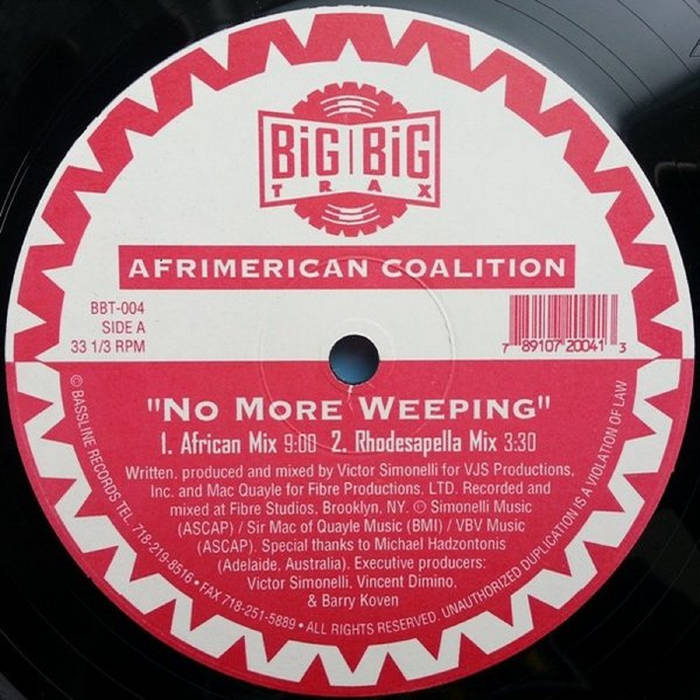 BiG BiG
TRAX
AFRIMERICAN COALITION
BBT-004
SIDE A
33 1/3 RPM
7 89107 20041 3
"NO MORE WEEPING"
1. African Mix 9:00 2. Rhodesapella Mix 3:30
Written, produced and mixed by Victor Simonelli for VJS Productions,
Inc. and Mac Quayle for Fibre Productions, LTD. Recorded and
mixed at Fibre Studios, Brooklyn, NY. © Simonelli Music
(ASCAP) / Sir Mac of Quayle Music (BMI) / VBV Music
(ASCAP). Special thanks to Michael Hadzontonis
(Adelaide, Australia). Executive producers:
Victor Simonelli, Vincent Dimino,
& Barry Koven
© BASSLINE RECORDS TEL 718-219-8516 • FAX 718-251-5889 • ALL RIGHTS RESERVED. UNAUTHORIZED DUPLICATION IS A VIOLATION OF LAW